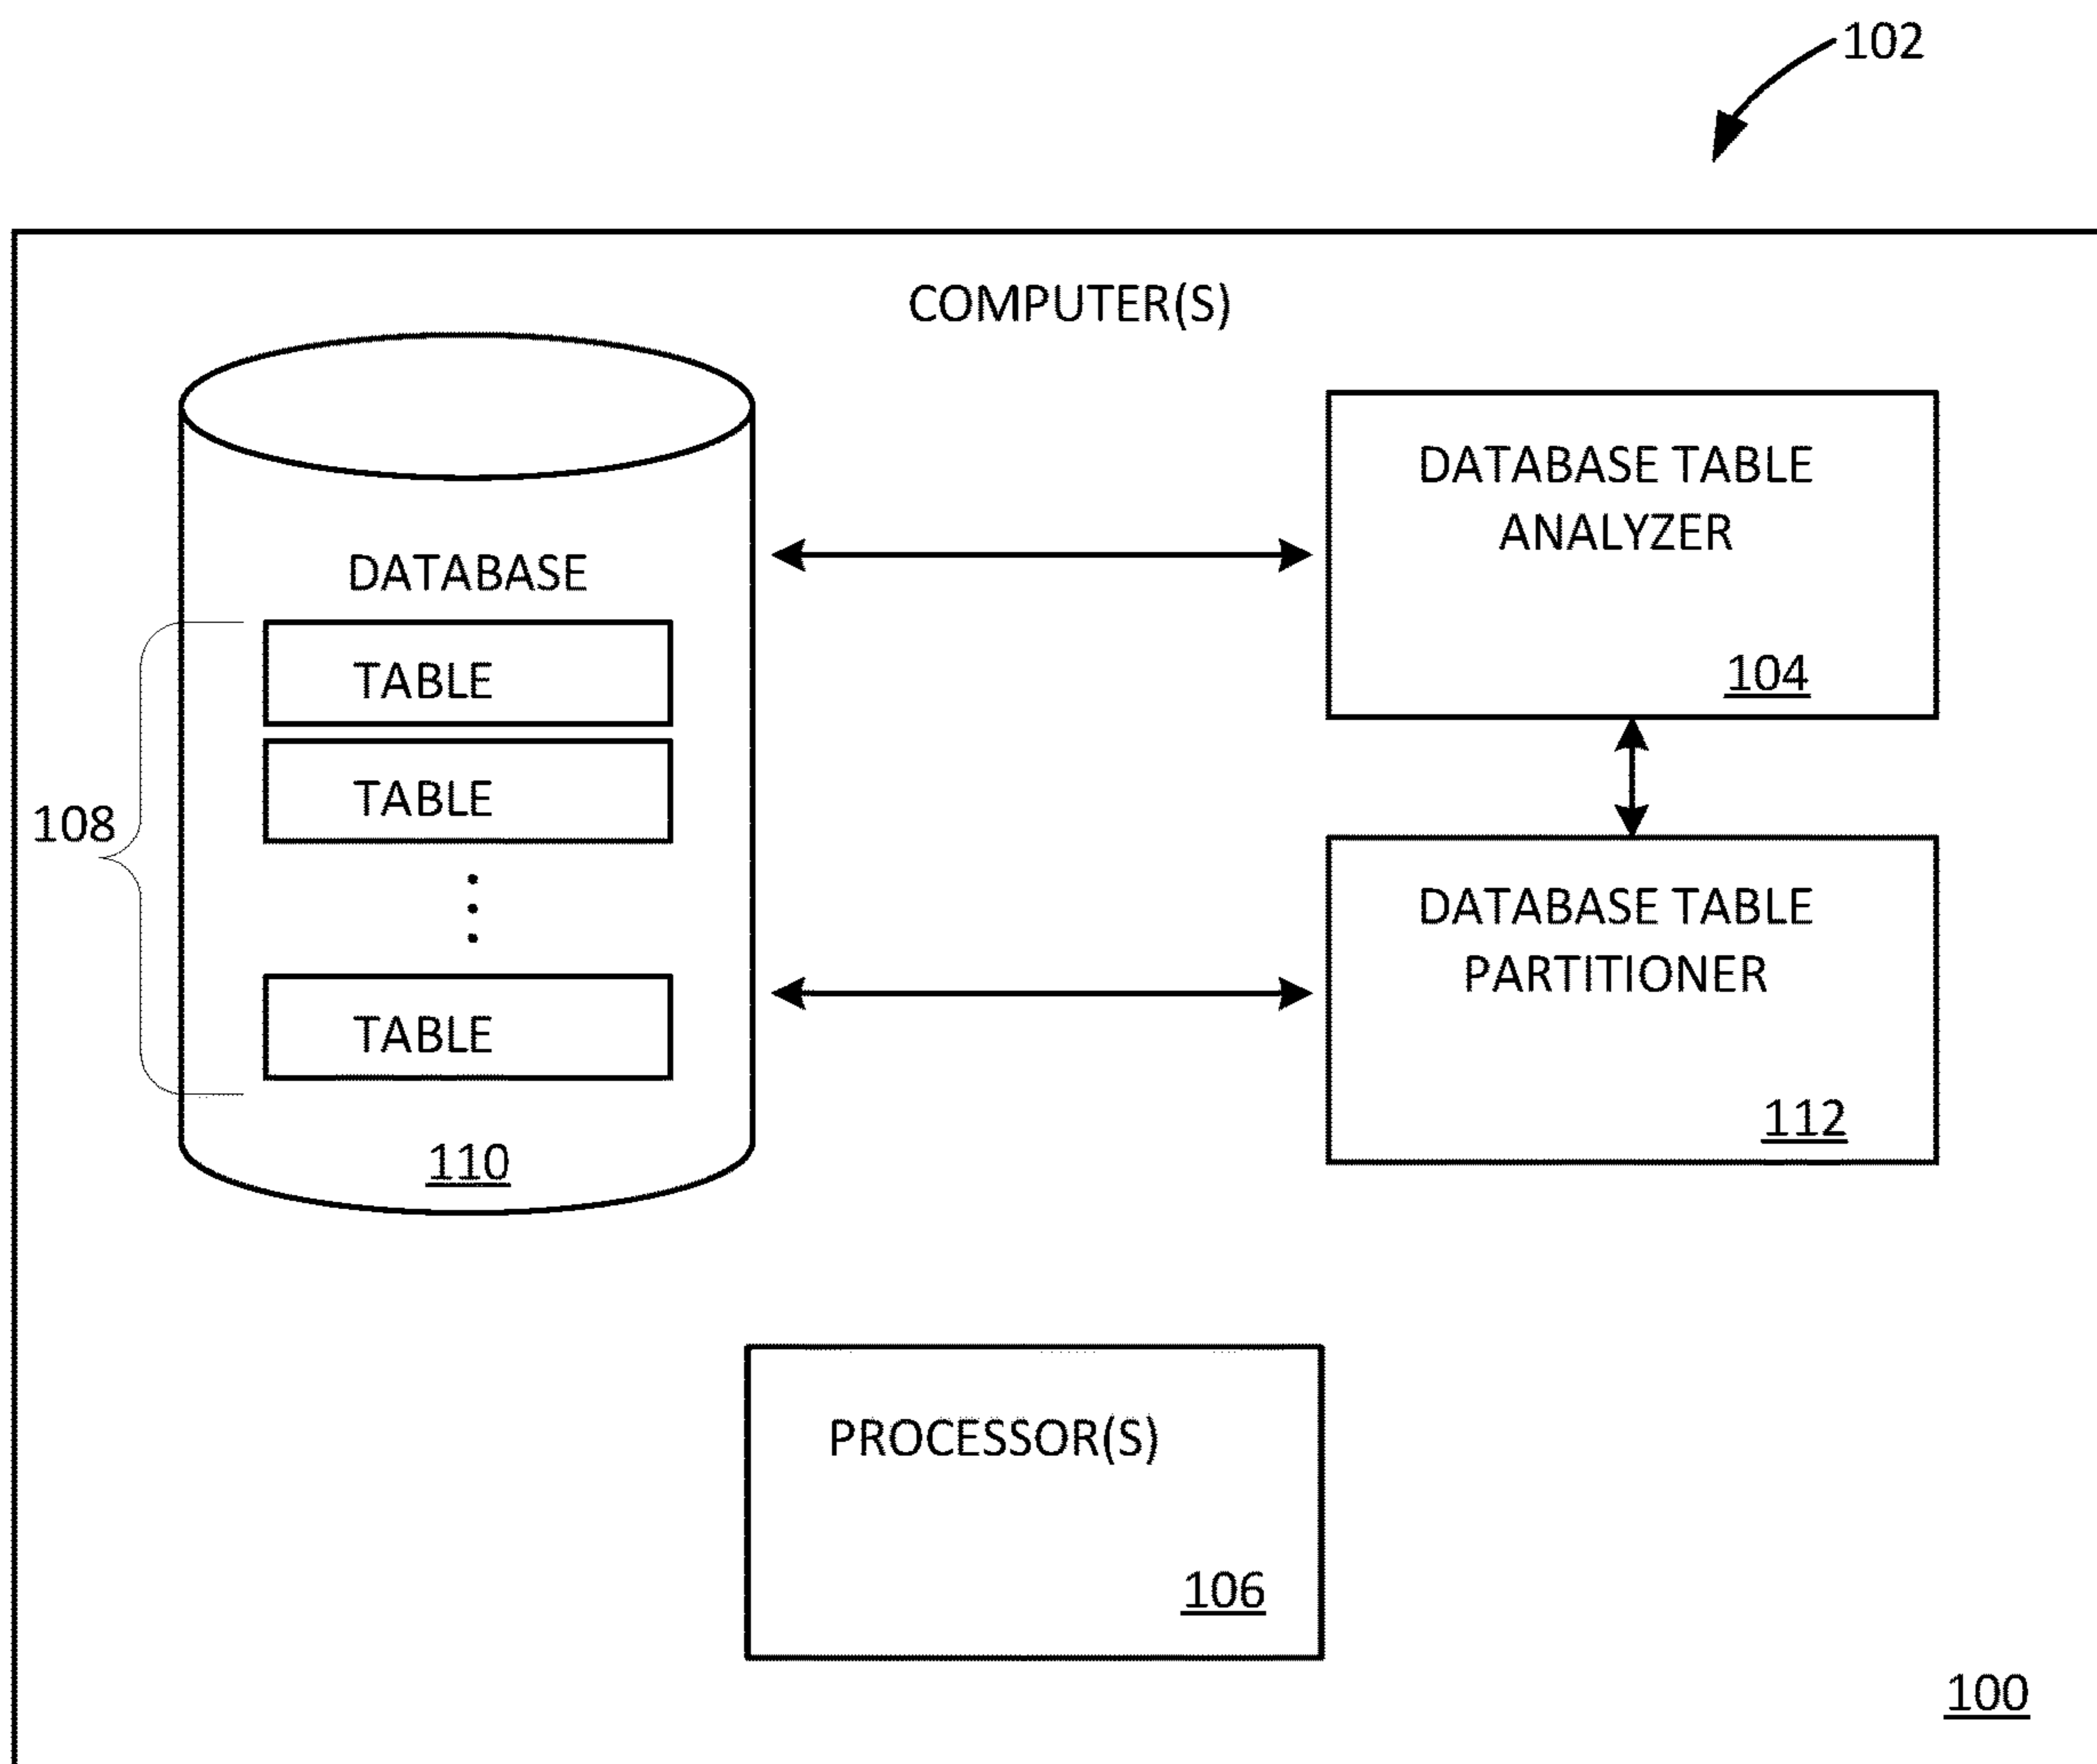 102
COMPUTER(S)
DATABASE
TABLE
TABLE
108
TABLE
110
DATABASE TABLE
ANALYZER
104
DATABASE TABLE
PARTITIONER
112
PROCESSOR(S)
106
100